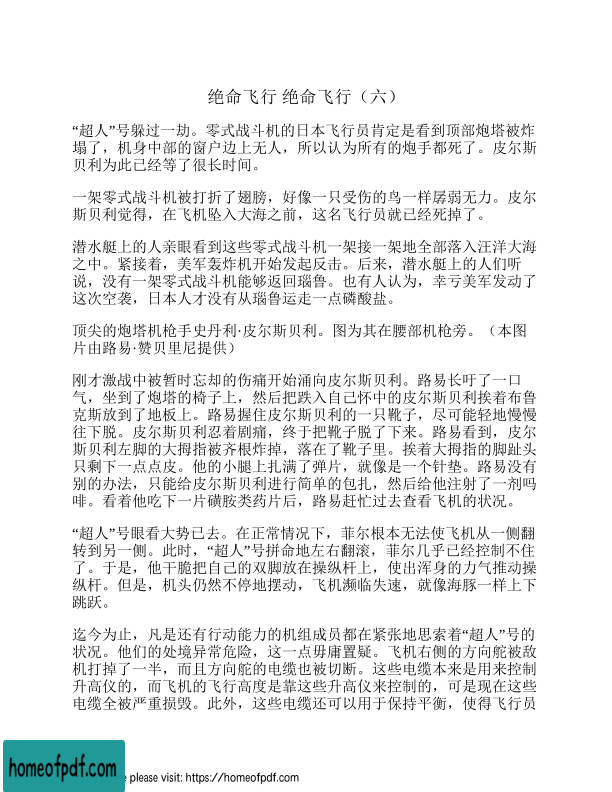 绝命飞行 绝命飞行（六）
“超人”号躲过一劫。零式战斗机的日本飞行员肯定是看到顶部炮塔被炸
塌了，机身中部的窗户边上无人，所以认为所有的炮手都死了。皮尔斯
贝利为此已经等了很长时间。
一架零式战斗机被打折了翅膀，好像一只受伤的鸟一样孱弱无力。皮尔
斯贝利觉得，在飞机坠入大海之前，这名飞行员就已经死掉了。
潜水艇上的人亲眼看到这些零式战斗机一架接一架地全部落入汪洋大海
之中。紧接着，美军轰炸机开始发起反击。后来，潜水艇上的人们听
说，没有一架零式战斗机能够返回瑙鲁。也有人认为，幸亏美军发动了
这次空袭，日本人才没有从瑙鲁运走一点磷酸盐。
顶尖的炮塔机枪手史丹利·皮尔斯贝利。图为其在腰部机枪旁。（本图
片由路易·赞贝里尼提供）
刚才激战中被暂时忘却的伤痛开始涌向皮尔斯贝利。路易长吁了一口
气，坐到了炮塔的椅子上，然后把跌入自己怀中的皮尔斯贝利挨着布鲁
克斯放到了地板上。路易握住皮尔斯贝利的一只靴子，尽可能轻地慢慢
往下脱。皮尔斯贝利忍着剧痛，终于把靴子脱了下来。路易看到，皮尔
斯贝利左脚的大拇指被齐根炸掉，落在了靴子里。挨着大拇指的脚趾头
只剩下一点点皮。他的小腿上扎满了弹片，就像是一个针垫。路易没有
别的办法，只能给皮尔斯贝利进行简单的包扎，然后给他注射了一剂吗
啡。看着他吃下一片磺胺类药片后，路易赶忙过去查看飞机的状况。
“超人”号眼看大势已去。在正常情况下，菲尔根本无法使飞机从一侧翻
转到另一侧。此时，“超人”号拼命地左右翻滚，菲尔几乎已经控制不住
了。于是，他干脆把自己的双脚放在操纵杆上，使出浑身的力气推动操
纵杆。但是，机头仍然不停地摆动，飞机濒临失速，就像海豚一样上下
跳跃。
迄今为止，凡是还有行动能力的机组成员都在紧张地思索着“超人”号的
状况。他们的处境异常危险，这一点毋庸置疑。飞机右侧的方向舵被敌
机打掉了一半，而且方向舵的电缆也被切断。这些电缆本来是用来控制
升高仪的，而飞机的飞行高度是靠这些升高仪来控制的，可是现在这些
电缆全被严重损毁。此外，这些电缆还可以用于保持平衡，使得飞行员
homeofpdf.com
please visit: https://homeofpdf.com